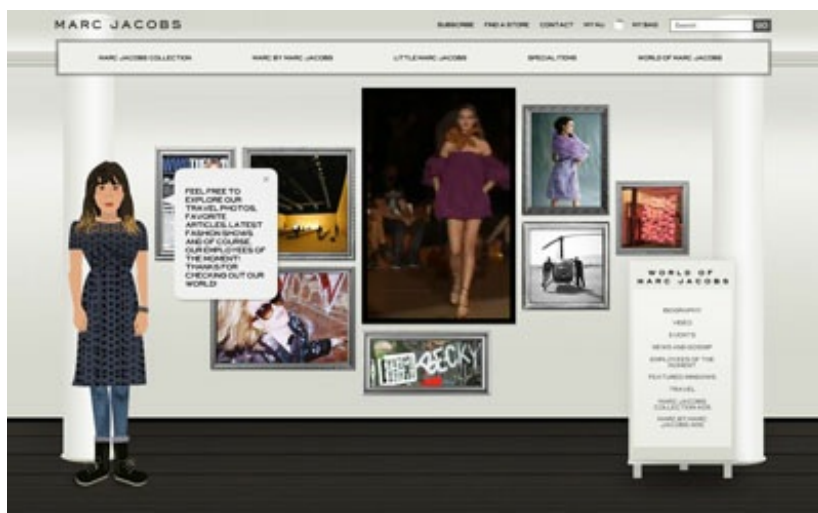 MARC JACOBS
SUBSCRIBE FIND A STORE CONTACT MY MJ MY BAG Search GO
MARC JACOBS COLLECTION MARC BY MARC JACOBS LITTLE MARC JACOBS SPECIAL ITEMS WORLD OF MARC JACOBS
FEEL FREE TO
EXPLORE OUR
TRAVEL PHOTOS,
FAVORITE
ARTICLES, LATEST
FASHION SHOWS
AND OF COURSE
OUR EMPLOYEES OF
THE MOMENT!
THANKS FOR
CHECKING OUT OUR
WORLD!
BECKY
WORLD OF
MARC JACOBS
BIOGRAPHY
VIDEO
EVENTS
NEWS AND GOSSIP
EMPLOYEES OF THE
MOMENT
FEATURED WINDOWS
TRAVEL
MARC JACOBS
COLLECTION ADS
MARC BY MARC
JACOBS ADS